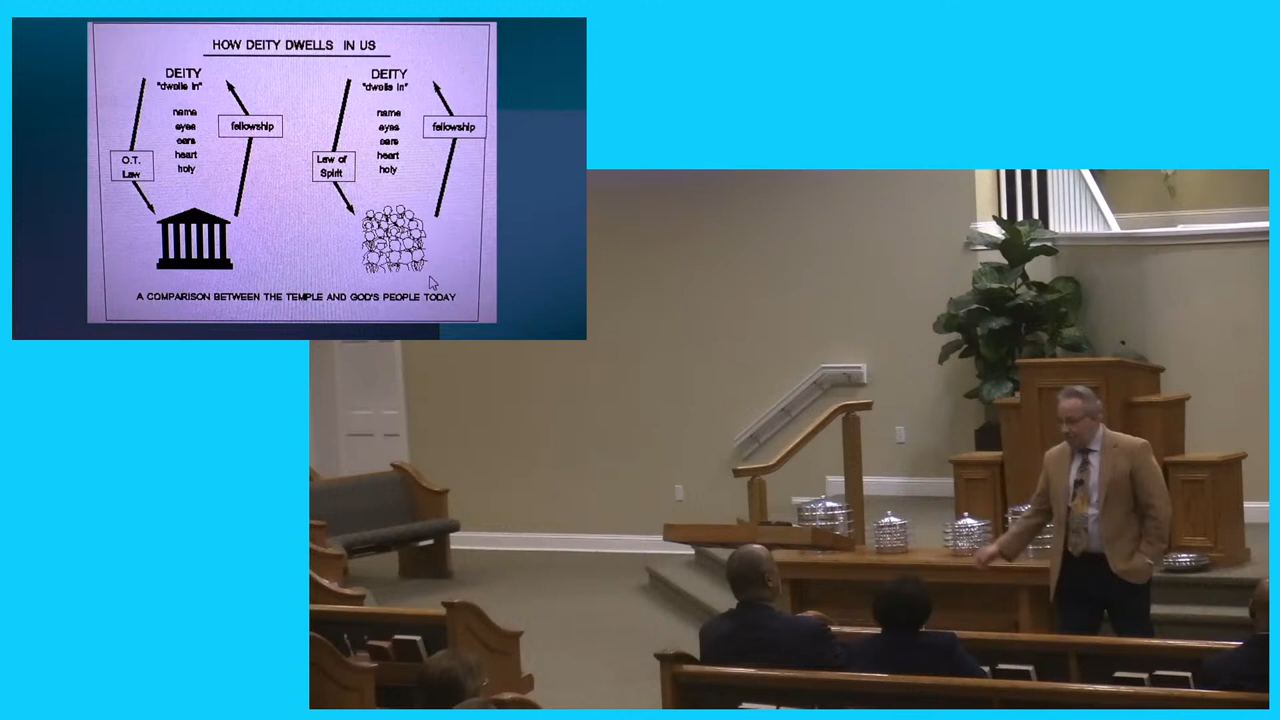 HOW DEITY DWELLS IN US
DEITY
"dwells in"
name
eyes
ears
heart
holy
O.T.
Law
fellowship
DEITY
"dwells in"
name
eyes
ears
heart
holy
Law of
Spirit
fellowship
A COMPARISON BETWEEN THE TEMPLE AND GOD'S PEOPLE TODAY